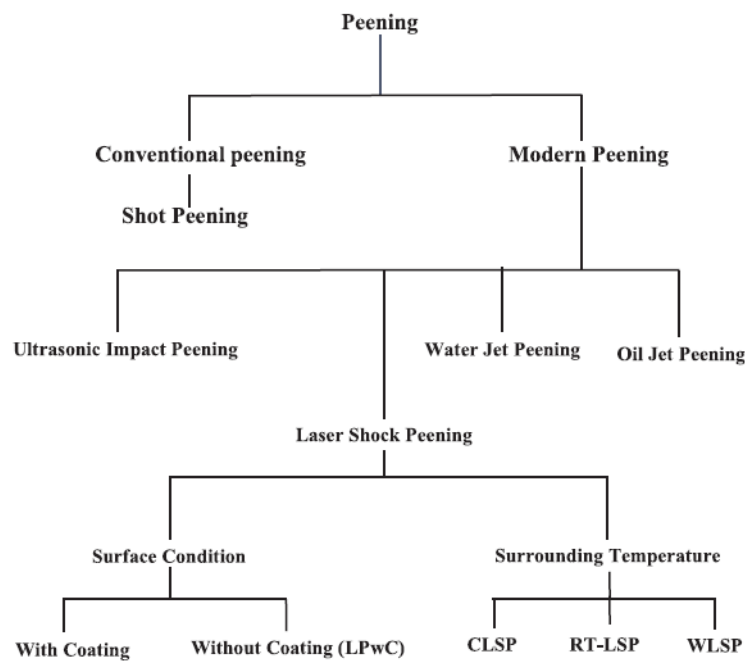 Peening
Conventional peening
Modern Peening
Shot Peening
Ultrasonic Impact Peening
Water Jet Peening
Oil Jet Peening
Laser Shock Peening
Surface Condition
Surrounding Temperature
With Coating
Without Coating (LPwC)
CLSP
RT-LSP
WLSP